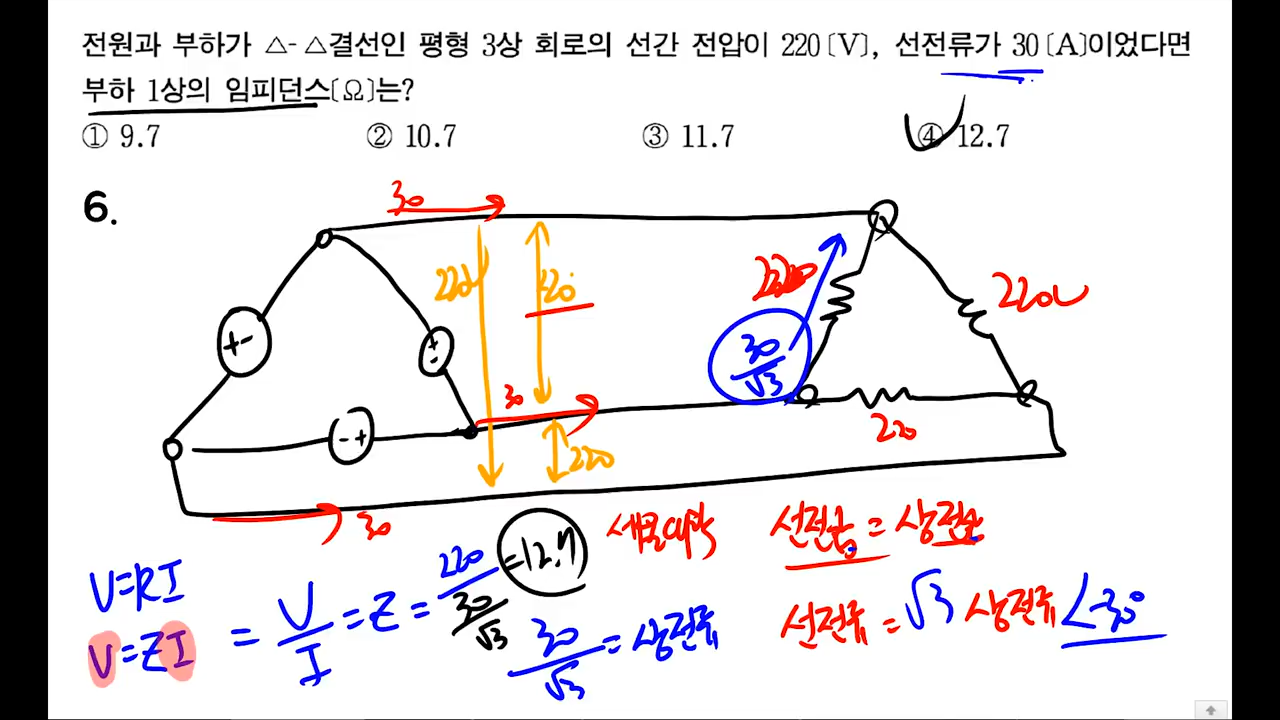 전원과 부하가 △-△결선인 평형 3상 회로의 선간 전압이 220[V], 선전류가 30[A]이었다면
부하 1상의 임피던스[Ω]는?
① 9.7 ② 10.7 ③ 11.7 ④ 12.7
6.
30
220V
220
220V
+-
+-
30/√3
30
-+
220
220
30
선전압 = 상전압
V=RI
V=ZI = V/I = Z = 220/(30/√3) = 12.7
30/√3 = 상전류
선전류 = √3 상전류 ∠-30°